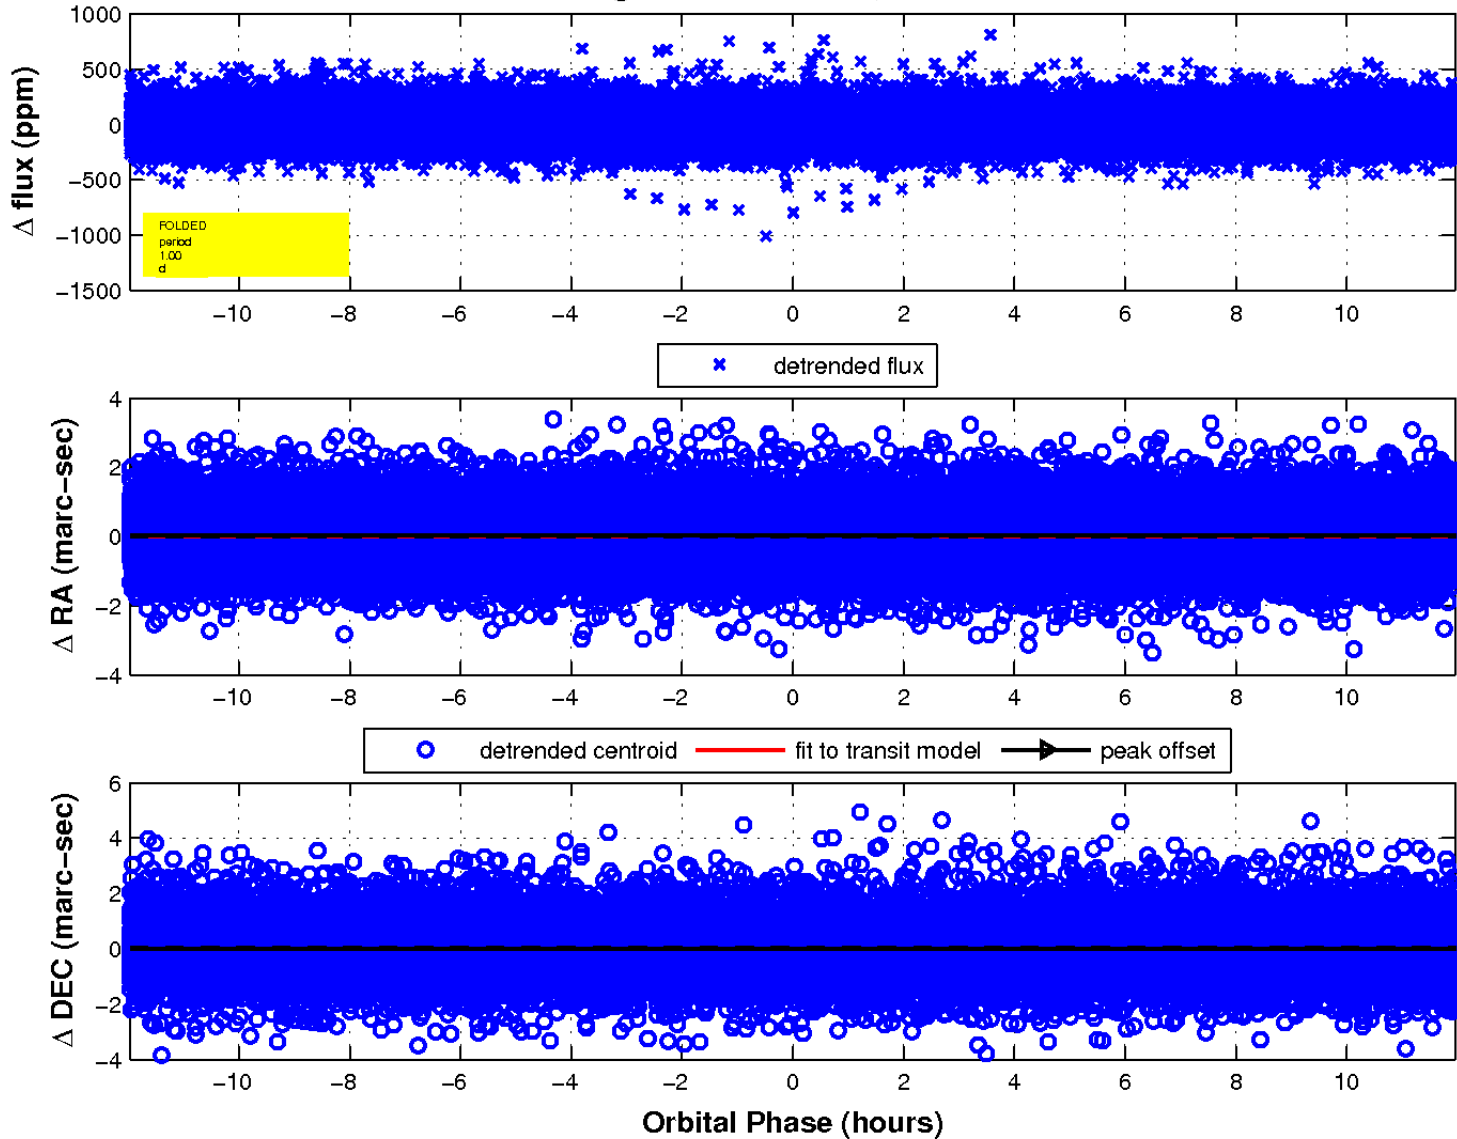 1000
500
0
−500
−1000
−1500
Δ flux (ppm)
FOLDED
period
1.00
d
−10 −8 −6 −4 −2 0 2 4 6 8 10
detrended flux
4
2
0
−2
−4
Δ RA (marc−sec)
−10 −8 −6 −4 −2 0 2 4 6 8 10
detrended centroid fit to transit model peak offset
6
4
2
0
−2
−4
Δ DEC (marc−sec)
−10 −8 −6 −4 −2 0 2 4 6 8 10
Orbital Phase (hours)